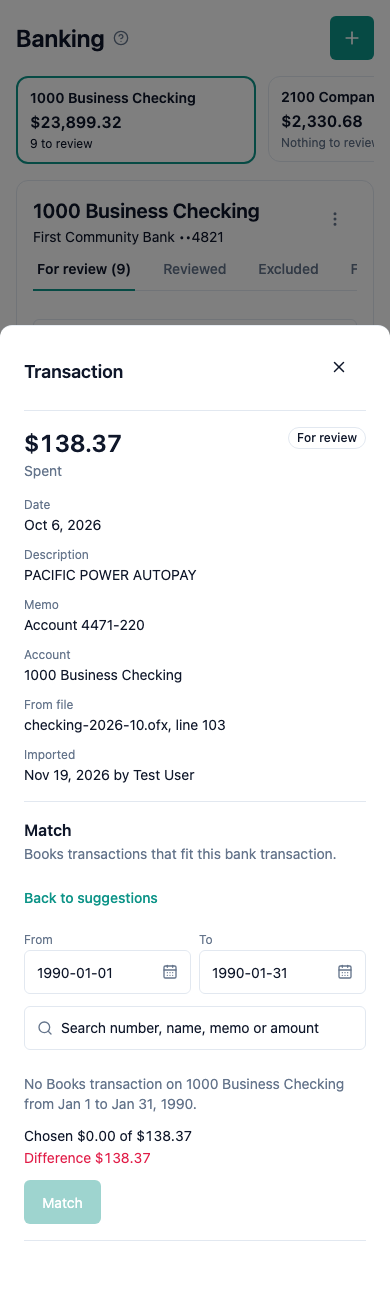 Banking
1000 Business Checking
$23,899.32
9 to review
2100 Compan
$2,330.68
Nothing to review
1000 Business Checking
First Community Bank ••4821
For review (9)
Reviewed
Excluded
F
Transaction
$138.37
For review
Spent
Date
Oct 6, 2026
Description
PACIFIC POWER AUTOPAY
Memo
Account 4471-220
Account
1000 Business Checking
From file
checking-2026-10.ofx, line 103
Imported
Nov 19, 2026 by Test User
Match
Books transactions that fit this bank transaction.
Back to suggestions
From
To
1990-01-01
1990-01-31
Search number, name, memo or amount
No Books transaction on 1000 Business Checking
from Jan 1 to Jan 31, 1990.
Chosen $0.00 of $138.37
Difference $138.37
Match